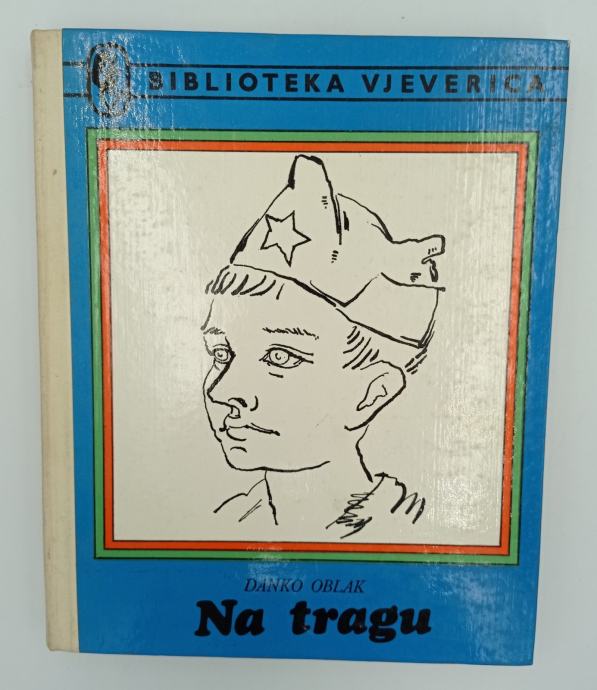 BIBLIOTEKA VJEVERICA
DANKO OBLAK
Na tragu